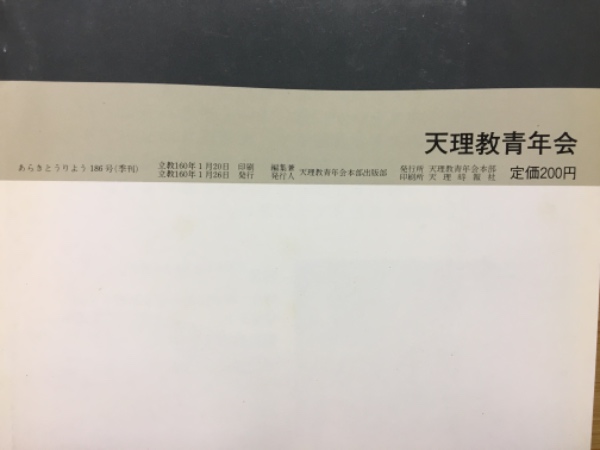 天理教青年会
あらきとうりよう 186号(季刊) 立教160年1月20日 印刷 編集兼 発行所 天理教青年会本部
立教160年1月26日 発行 発行人 天理教青年会本部出版部 印刷所 天理時報社 定価200円